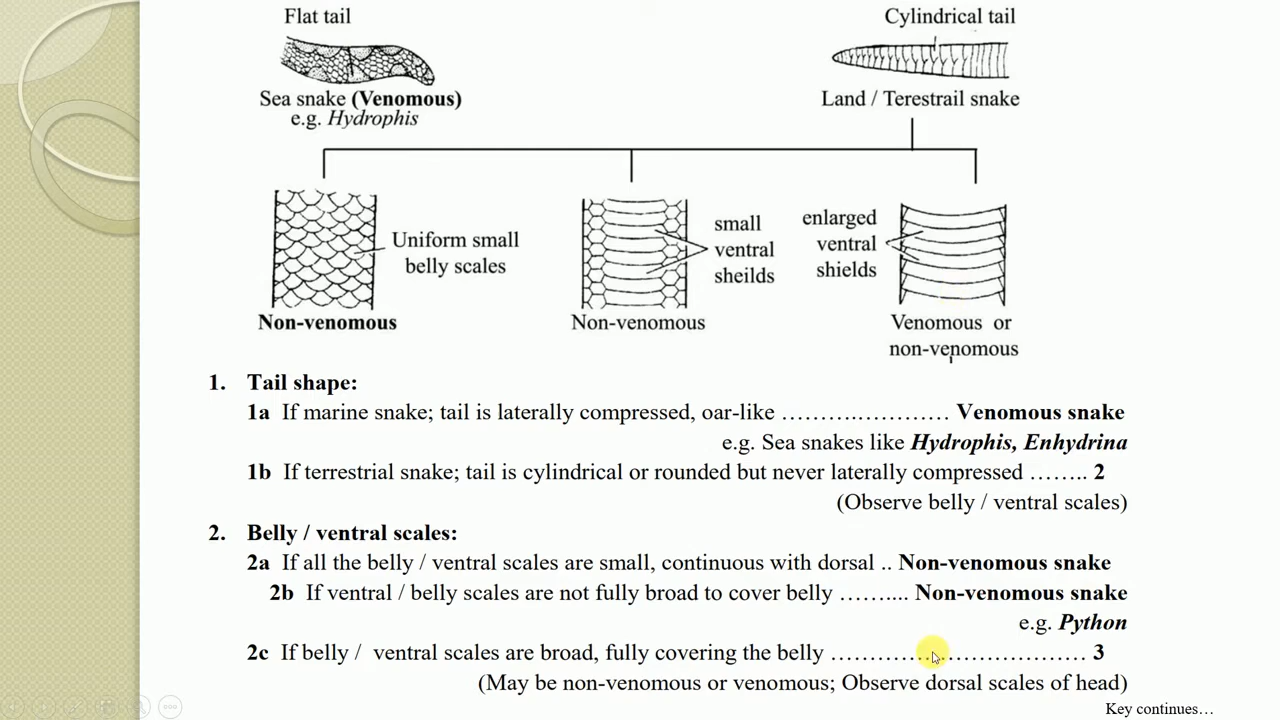 Flat tail
Cylindrical tail
Sea snake (Venomous)
e.g. Hydrophis
Land / Terestrail snake
Uniform small
belly scales
Non-venomous
small
ventral
sheilds
Non-venomous
enlarged
ventral
shields
Venomous or
non-venomous
1. Tail shape:
1a If marine snake; tail is laterally compressed, oar-like ………..………… Venomous snake
e.g. Sea snakes like Hydrophis, Enhydrina
1b If terrestrial snake; tail is cylindrical or rounded but never laterally compressed …….. 2
(Observe belly / ventral scales)
2. Belly / ventral scales:
2a If all the belly / ventral scales are small, continuous with dorsal .. Non-venomous snake
2b If ventral / belly scales are not fully broad to cover belly …….... Non-venomous snake
e.g. Python
2c If belly / ventral scales are broad, fully covering the belly ………………………………… 3
(May be non-venomous or venomous; Observe dorsal scales of head)
Key continues…